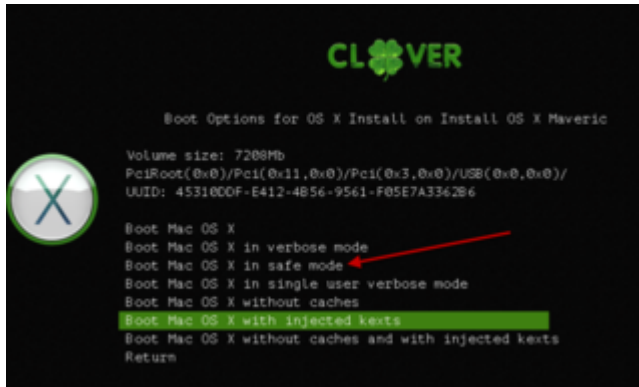 CLOVER
Boot Options for OS X Install on Install OS X Maveric
Volume size: 7208Mb
PciRoot(0x0)/Pci(0x11,0x0)/Pci(0x3,0x0)/USB(0x0,0x0)/
UUID: 45310DDF-E412-4B56-9561-F05E7A3362B6
X
Boot Mac OS X
Boot Mac OS X in verbose mode
Boot Mac OS X in safe mode
Boot Mac OS X in single user verbose mode
Boot Mac OS X without caches
Boot Mac OS X with injected kexts
Boot Mac OS X without caches and with injected kexts
Return